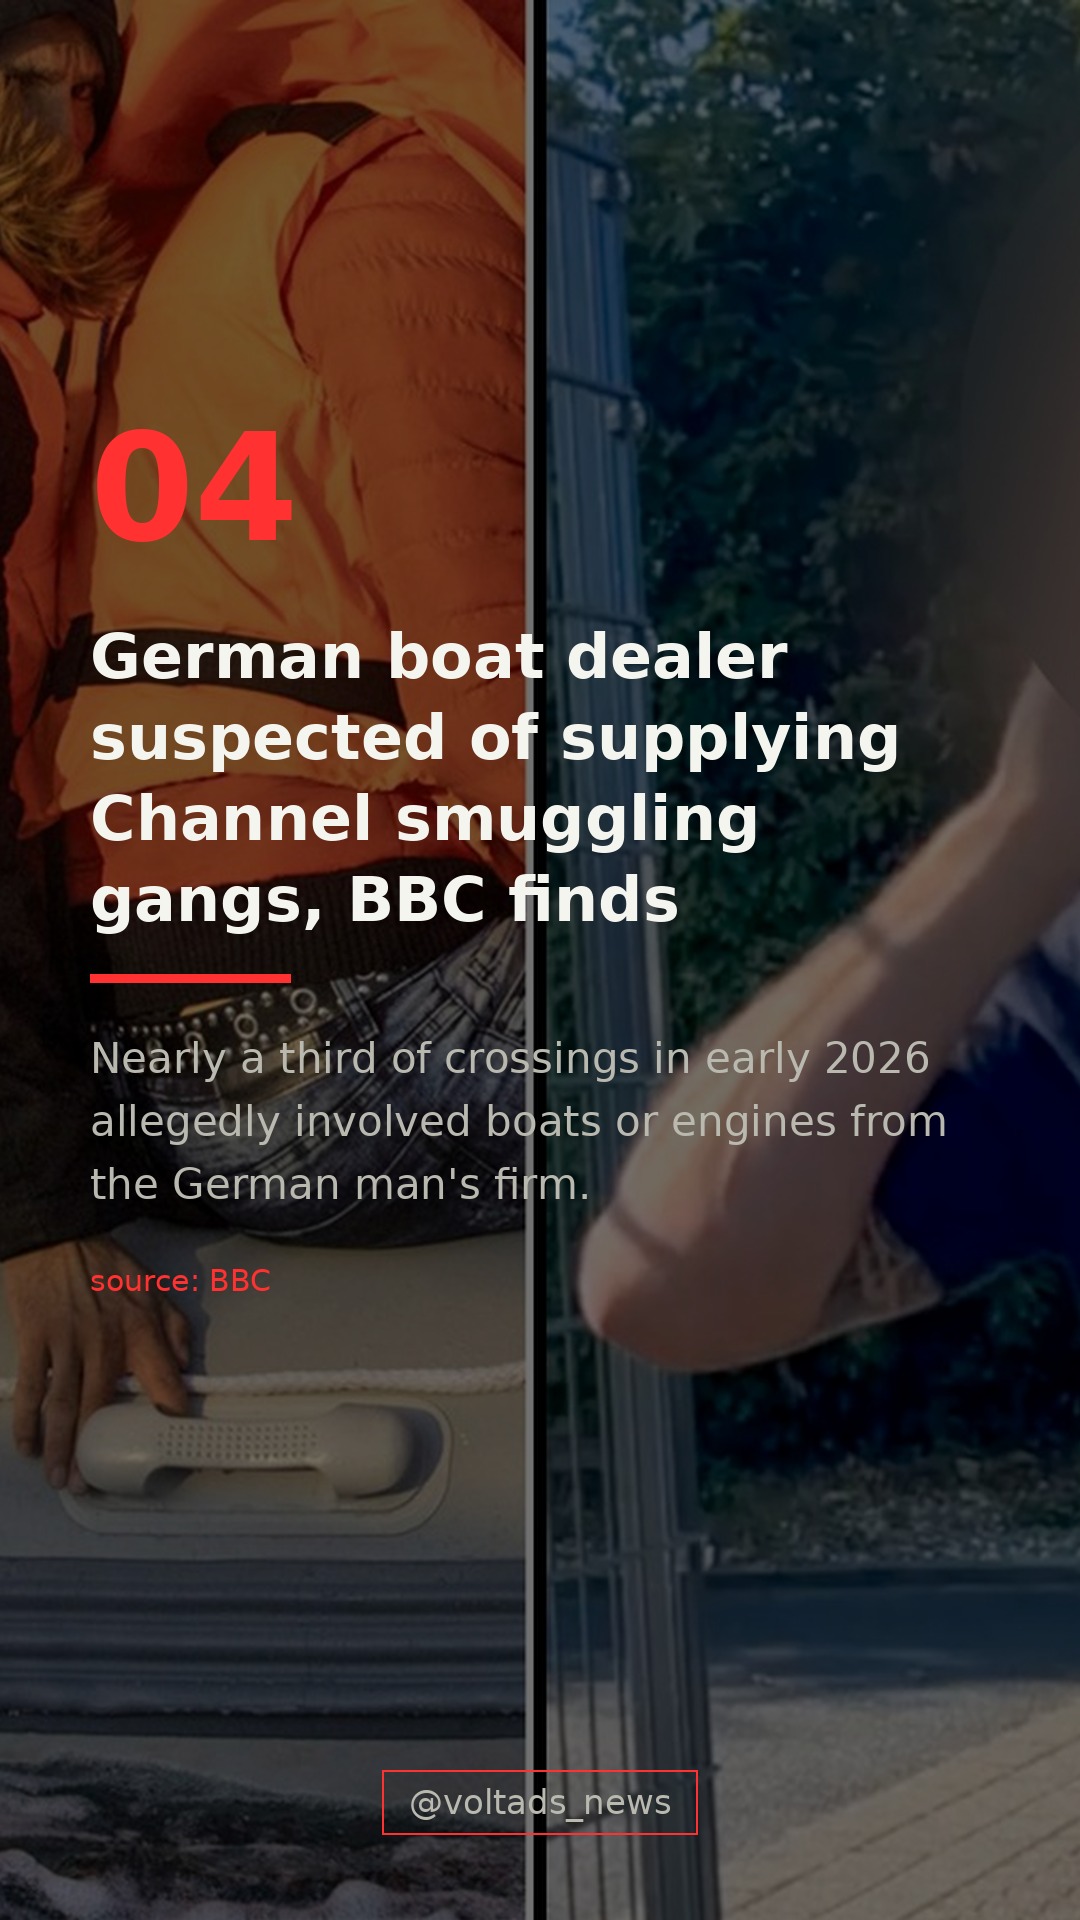 04
German boat dealer
suspected of supplying
Channel smuggling
gangs, BBC finds
Nearly a third of crossings in early 2026
allegedly involved boats or engines from
the German man's firm.
source: BBC
@voltads_news